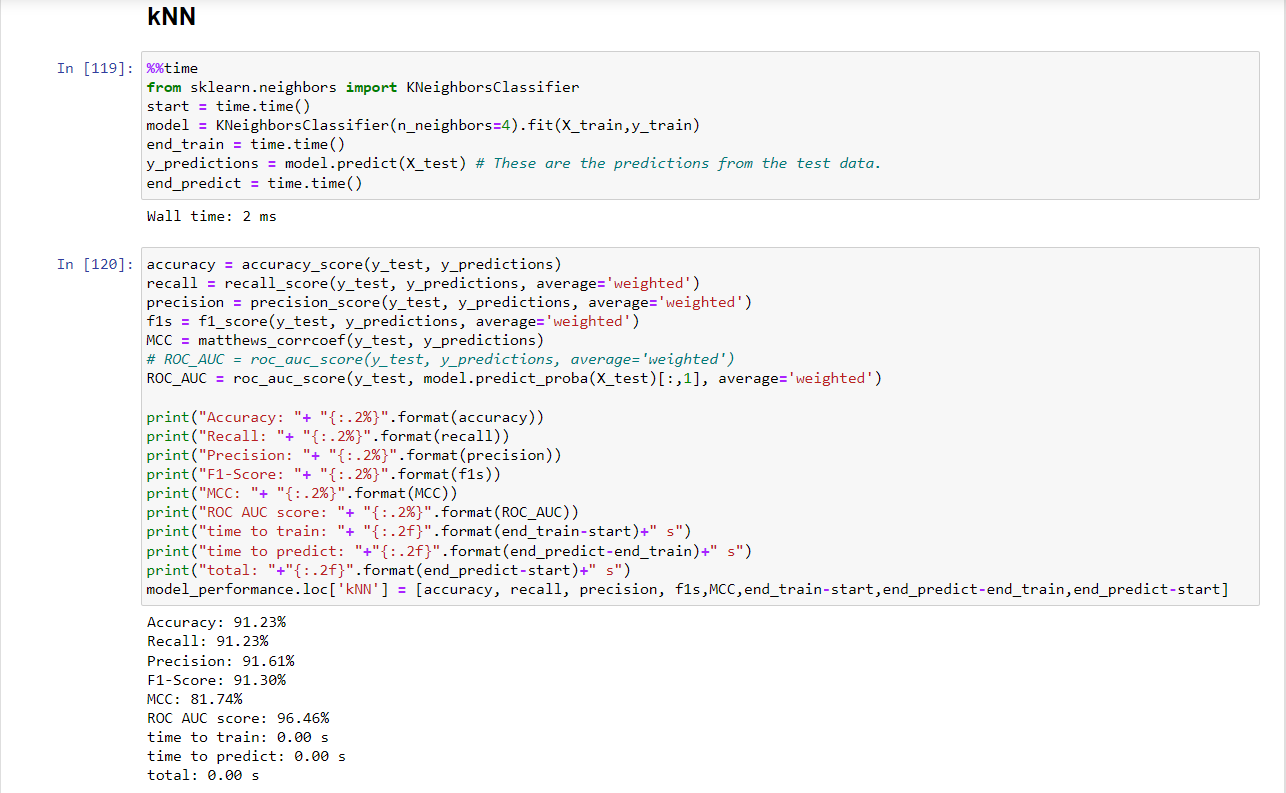 kNN
In [119]: %%time
from sklearn.neighbors import KNeighborsClassifier
start = time.time()
model = KNeighborsClassifier(n_neighbors=4).fit(X_train,y_train)
end_train = time.time()
y_predictions = model.predict(X_test) # These are the predictions from the test data.
end_predict = time.time()
Wall time: 2 ms
In [120]: accuracy = accuracy_score(y_test, y_predictions)
recall = recall_score(y_test, y_predictions, average='weighted')
precision = precision_score(y_test, y_predictions, average='weighted')
f1s = f1_score(y_test, y_predictions, average='weighted')
MCC = matthews_corrcoef(y_test, y_predictions)
# ROC_AUC = roc_auc_score(y_test, y_predictions, average='weighted')
ROC_AUC = roc_auc_score(y_test, model.predict_proba(X_test)[:,1], average='weighted')
print("Accuracy: "+ "{:.2%}".format(accuracy))
print("Recall: "+ "{:.2%}".format(recall))
print("Precision: "+ "{:.2%}".format(precision))
print("F1-Score: "+ "{:.2%}".format(f1s))
print("MCC: "+ "{:.2%}".format(MCC))
print("ROC AUC score: "+ "{:.2%}".format(ROC_AUC))
print("time to train: "+ "{:.2f}".format(end_train-start)+" s")
print("time to predict: "+"{:.2f}".format(end_predict-end_train)+" s")
print("total: "+"{:.2f}".format(end_predict-start)+" s")
model_performance.loc['kNN'] = [accuracy, recall, precision, f1s,MCC,end_train-start,end_predict-end_train,end_predict-start]
Accuracy: 91.23%
Recall: 91.23%
Precision: 91.61%
F1-Score: 91.30%
MCC: 81.74%
ROC AUC score: 96.46%
time to train: 0.00 s
time to predict: 0.00 s
total: 0.00 s